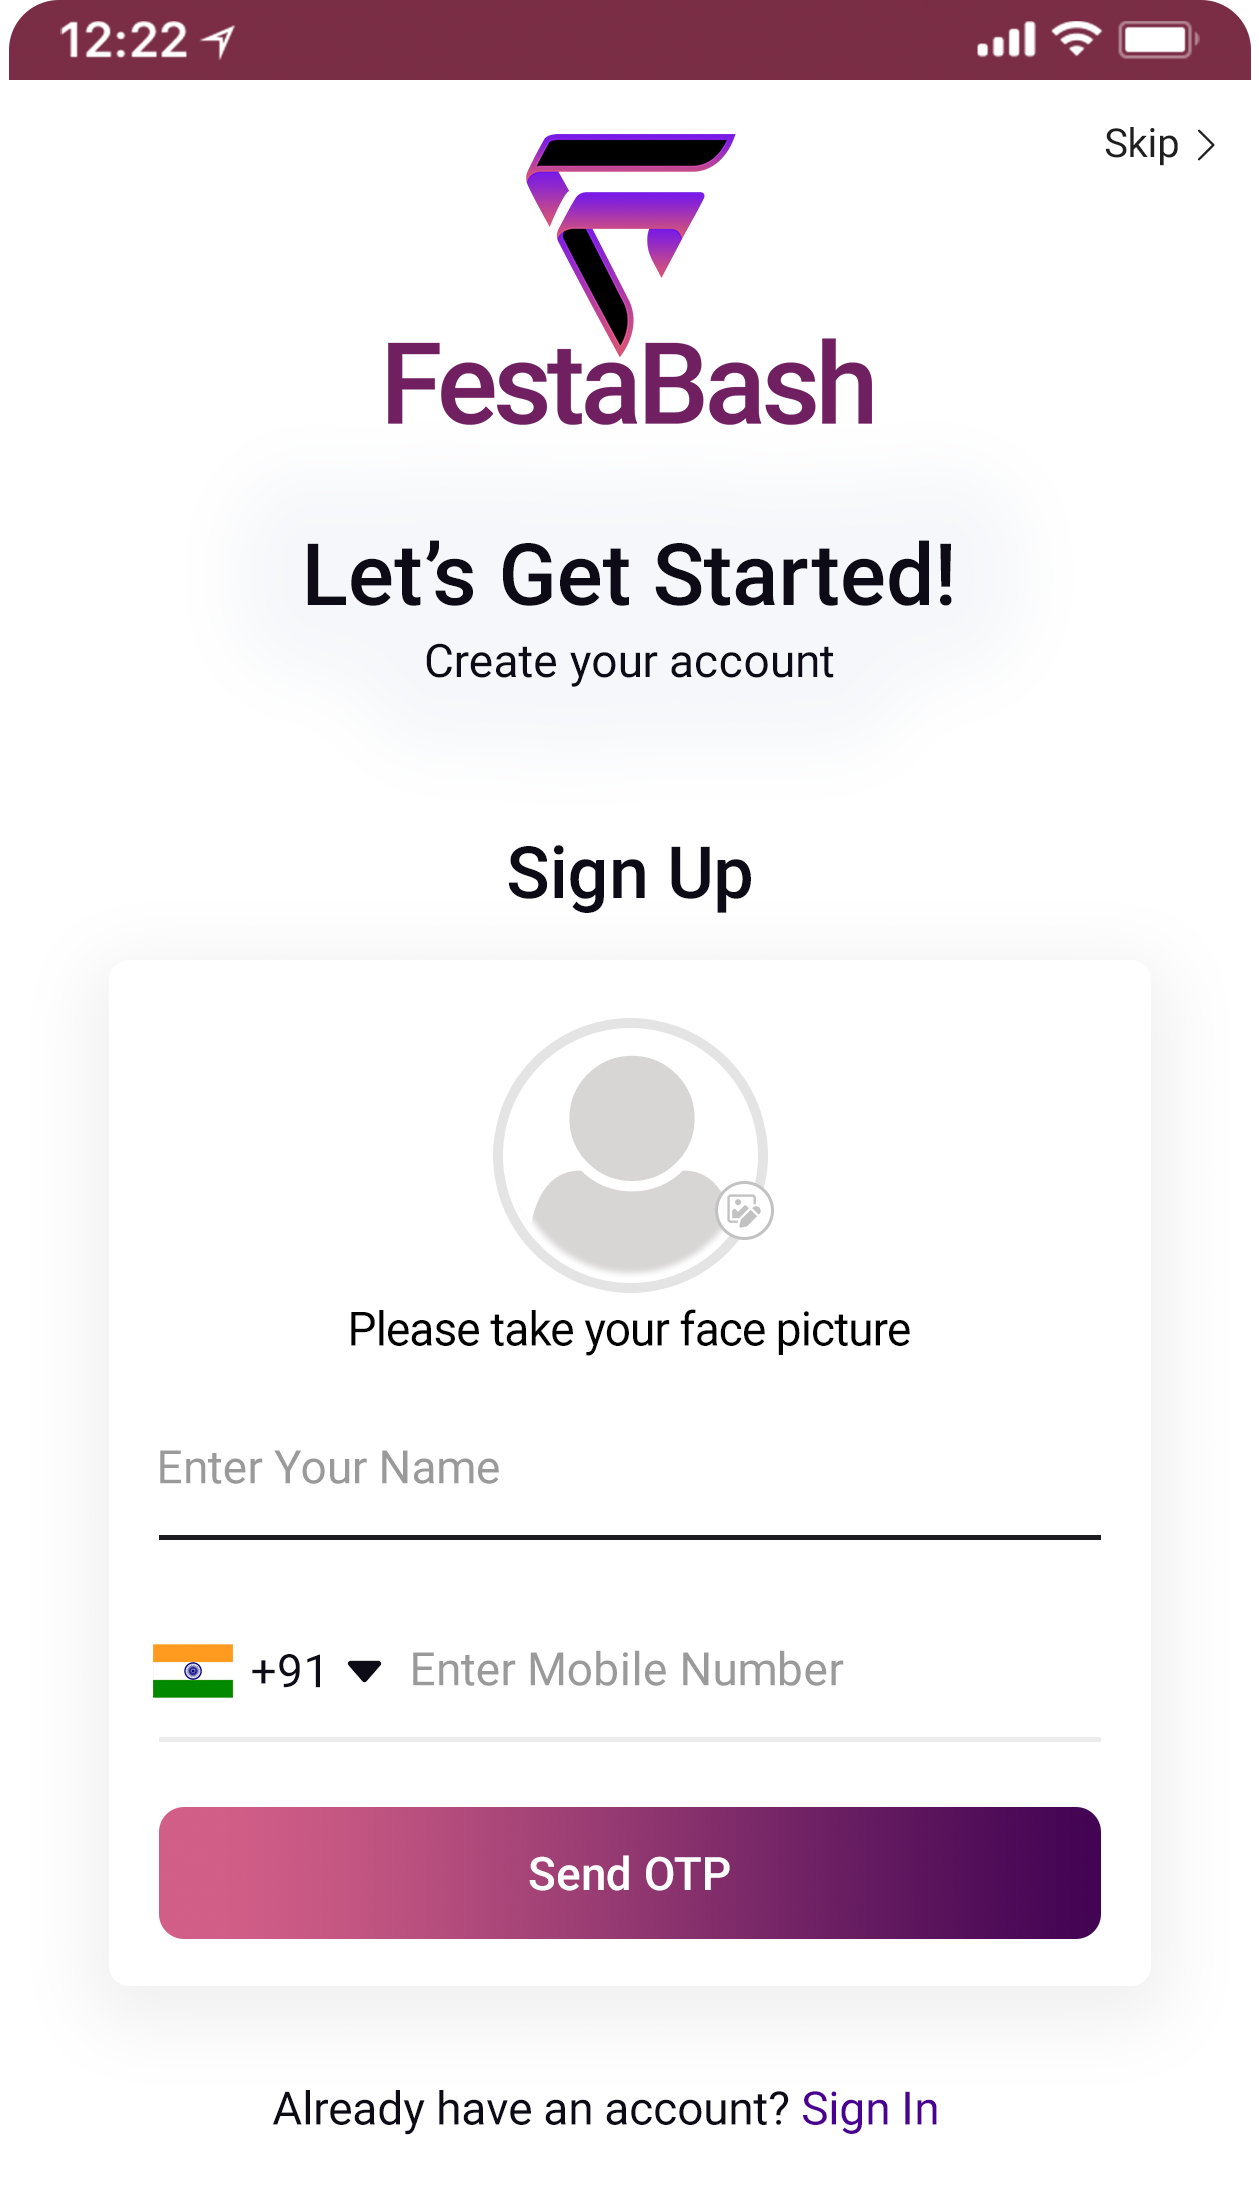 12:22
Skip
FestaBash
Let’s Get Started!
Create your account
Sign Up
Please take your face picture
Enter Your Name
+91 Enter Mobile Number
Send OTP
Already have an account? Sign In